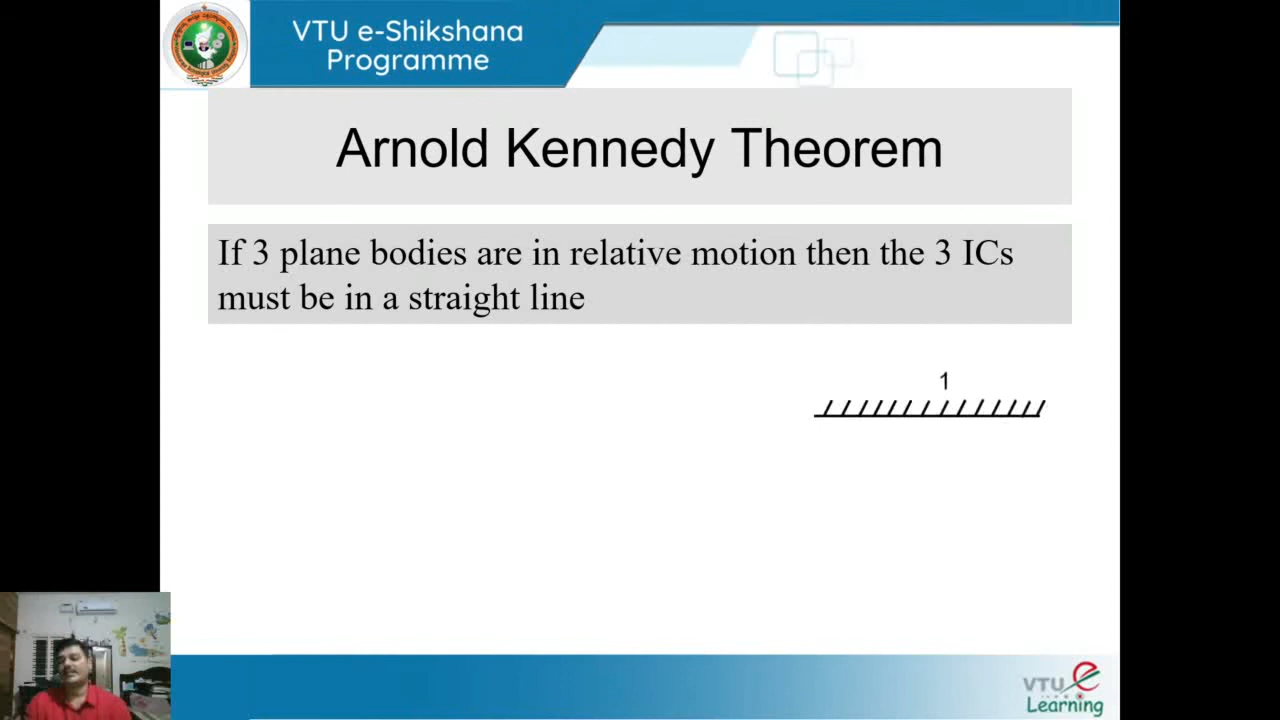 VTU e-Shikshana
Programme
Arnold Kennedy Theorem
If 3 plane bodies are in relative motion then the 3 ICs
must be in a straight line
1
VTU e
Learning